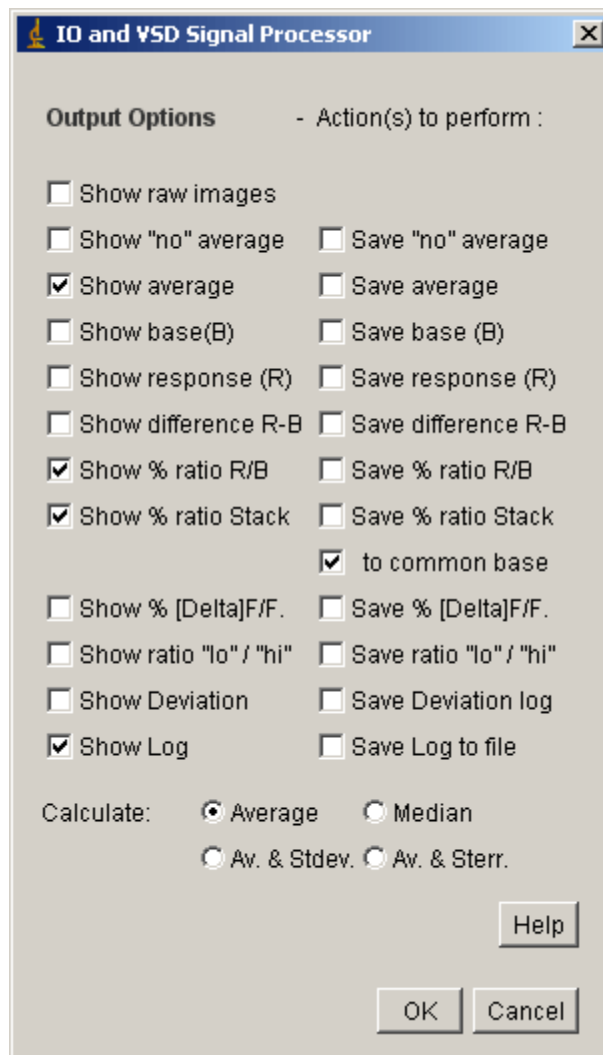 IO and VSD Signal Processor
Output Options - Action(s) to perform :
Show raw images
Show "no" average Save "no" average
Show average Save average
Show base(B) Save base (B)
Show response (R) Save response (R)
Show difference R-B Save difference R-B
Show % ratio R/B Save % ratio R/B
Show % ratio Stack Save % ratio Stack
to common base
Show % [Delta]F/F. Save % [Delta]F/F.
Show ratio "lo" / "hi" Save ratio "lo" / "hi"
Show Deviation Save Deviation log
Show Log Save Log to file
Calculate: Average Median
Av. & Stdev. Av. & Sterr.
Help
OK Cancel